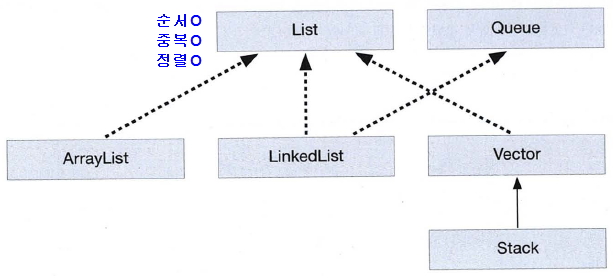 순서O
중복O
정렬O
List
Queue
ArrayList
LinkedList
Vector
Stack